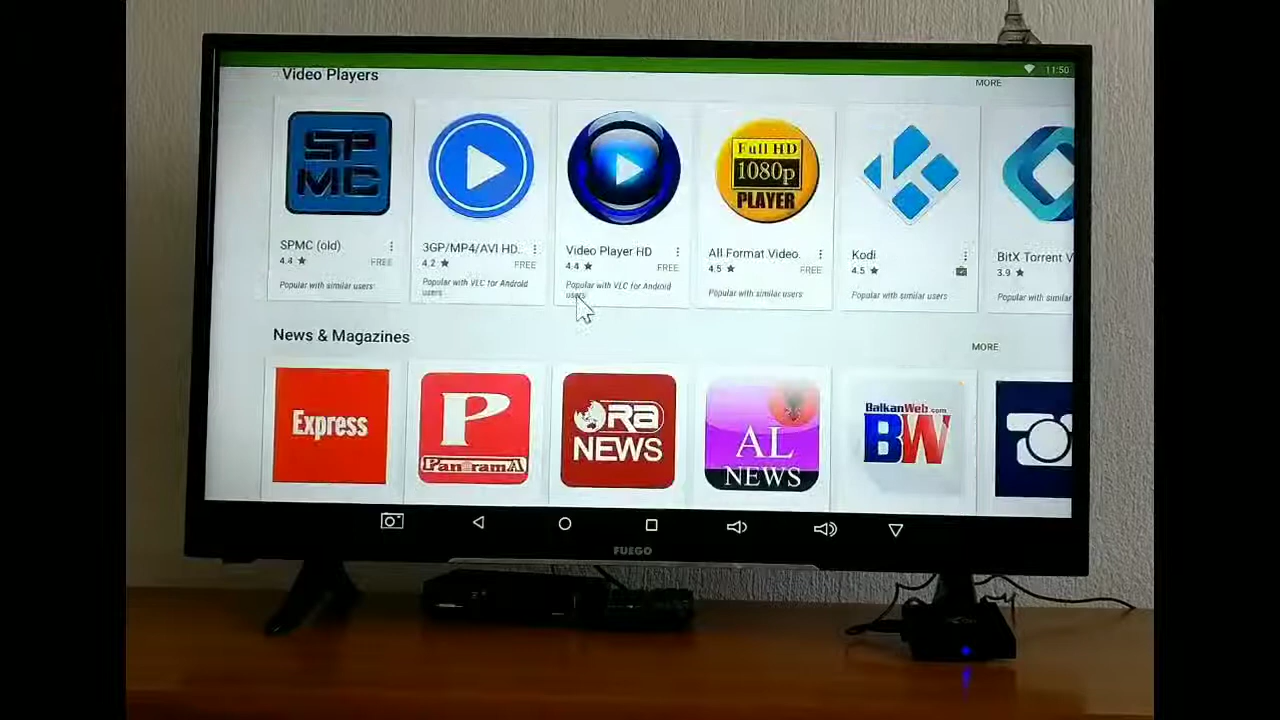 11:50
Video Players
MORE
SP
MC
Full HD
1080p
PLAYER
SPMC (old)
4.4 ★
FREE
Popular with similar users
3GP/MP4/AVI HD..
4.2 ★
FREE
Popular with VLC for Android
users
Video Player HD
4.4 ★
FREE
Popular with VLC for Android
users
All Format Video.
4.5 ★
FREE
Popular with similar users
Kodi
4.5 ★
Popular with similar users
BitX Torrent V
3.9 ★
Popular with similar
News & Magazines
MORE
Express
P
PanoramA
ORA
NEWS
AL
NEWS
BalkanWeb.com
BW
FUEGO